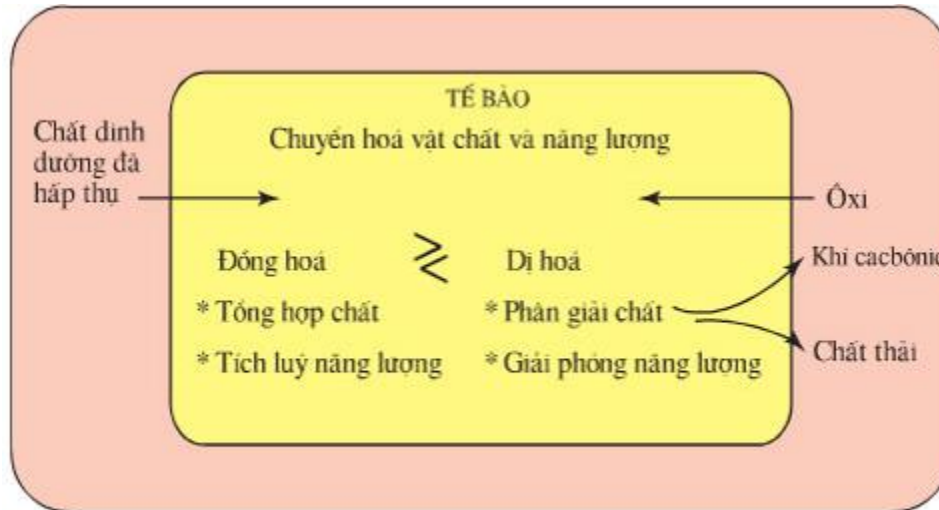 TẾ BÀO
Chuyển hoá vật chất và năng lượng
Chất dinh
dưỡng đã
hấp thụ
Ôxi
Đồng hoá
≷
Dị hoá
Khí cacbônic
* Tổng hợp chất
* Phân giải chất
Chất thải
* Tích luỹ năng lượng
* Giải phóng năng lượng